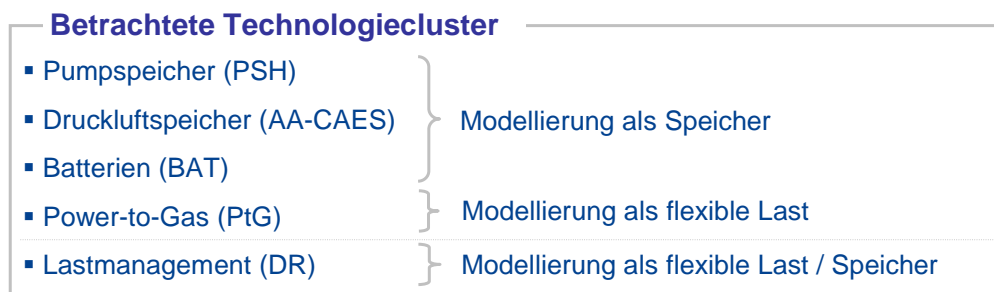 Betrachtete Technologiecluster
▪ Pumpspeicher (PSH)
▪ Druckluftspeicher (AA-CAES)
Modellierung als Speicher
▪ Batterien (BAT)
▪ Power-to-Gas (PtG)
Modellierung als flexible Last
▪ Lastmanagement (DR)
Modellierung als flexible Last / Speicher